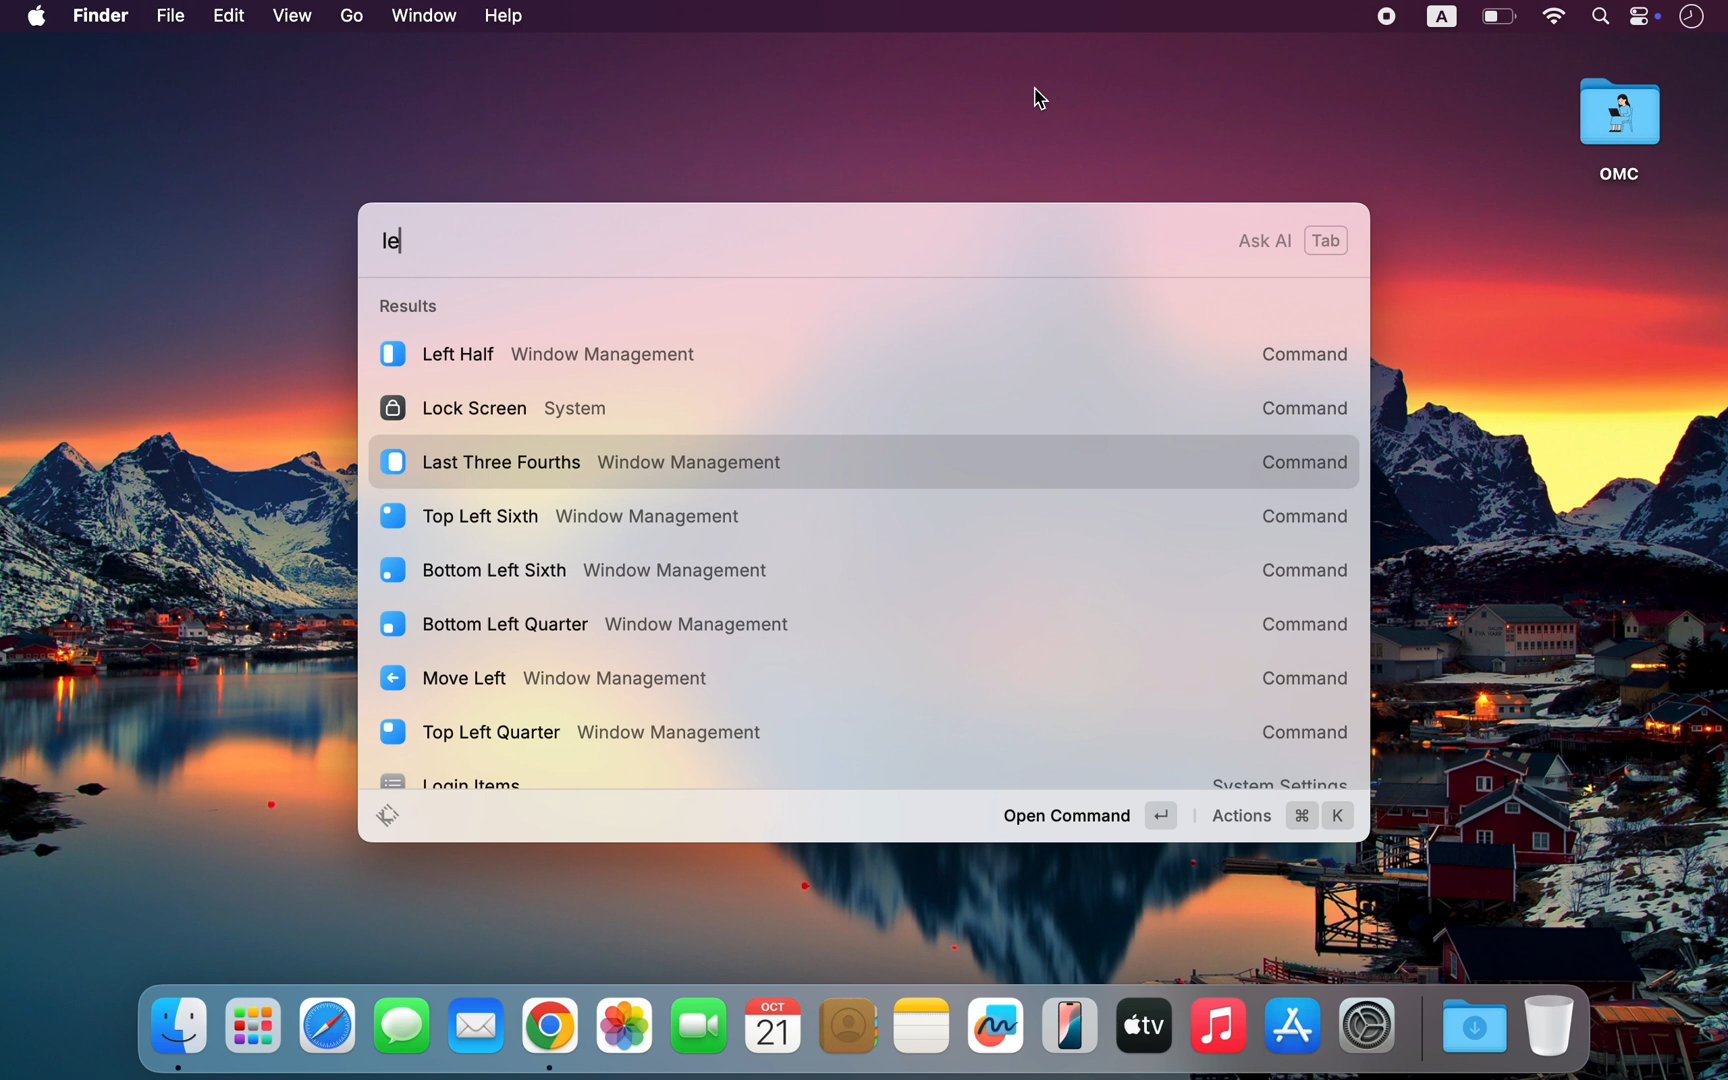 Finder File Edit View Go Window Help A
OMC
le Ask AI Tab
Results
Left Half Window Management Command
Lock Screen System Command
Last Three Fourths Window Management Command
Top Left Sixth Window Management Command
Bottom Left Sixth Window Management Command
Bottom Left Quarter Window Management Command
Move Left Window Management Command
Top Left Quarter Window Management Command
Login Items System Settings
Open Command ↵ Actions ⌘ K
OCT
21
tv